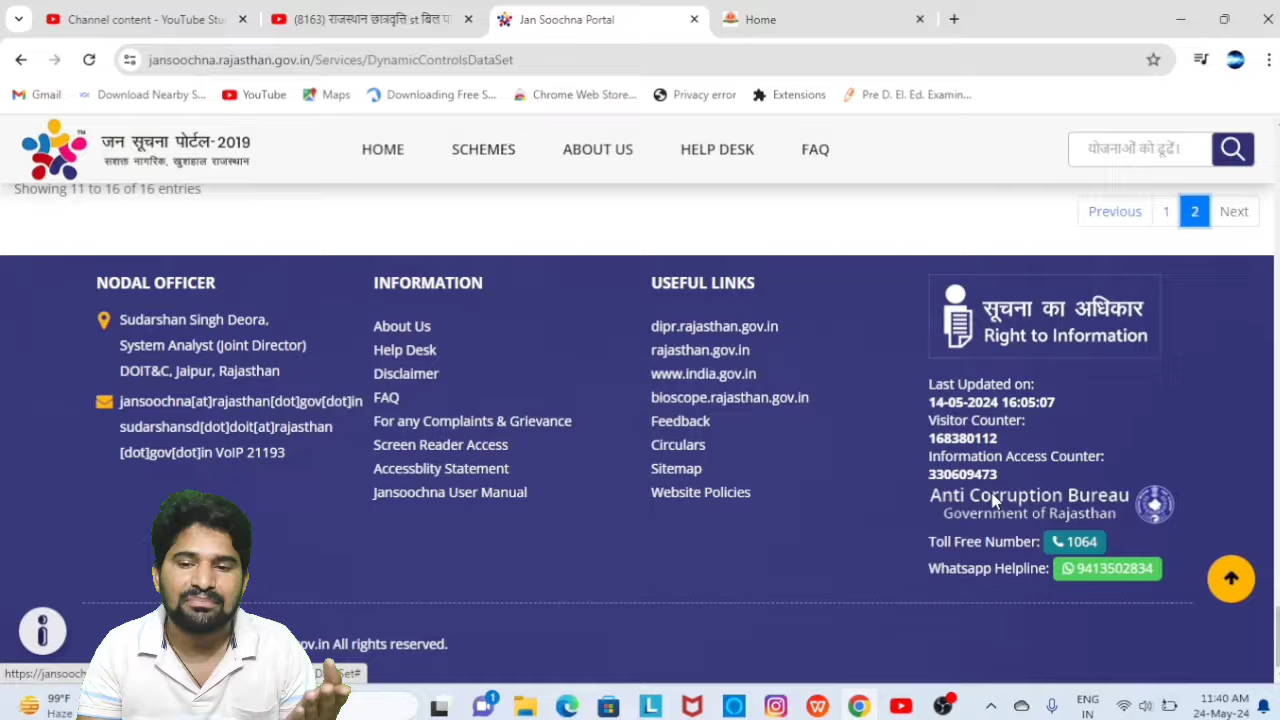 Channel content - YouTube Stu
(8163) राजस्थान छात्रवृत्ति st बिल पा
Jan Soochna Portal
Home
jansoochna.rajasthan.gov.in/Services/DynamicControlsDataSet
Gmail
Download Nearby S...
YouTube
Maps
Downloading Free S...
Chrome Web Store...
Privacy error
Extensions
Pre D. El. Ed. Examin...
जन सूचना पोर्टल-2019
TM
सशक्त नागरिक, खुशहाल राजस्थान
HOME
SCHEMES
ABOUT US
HELP DESK
FAQ
योजनाओं को ढूढें।
Showing 11 to 16 of 16 entries
Previous 1 2 Next
NODAL OFFICER
Sudarshan Singh Deora,
System Analyst (Joint Director)
DOIT&C, Jaipur, Rajasthan
jansoochna[at]rajasthan[dot]gov[dot]in
sudarshansd[dot]doit[at]rajasthan
[dot]gov[dot]in VoIP 21193
INFORMATION
About Us
Help Desk
Disclaimer
FAQ
For any Complaints & Grievance
Screen Reader Access
Accessblity Statement
Jansoochna User Manual
USEFUL LINKS
dipr.rajasthan.gov.in
rajasthan.gov.in
www.india.gov.in
bioscope.rajasthan.gov.in
Feedback
Circulars
Sitemap
Website Policies
सूचना का अधिकार
Right to Information
Last Updated on:
14-05-2024 16:05:07
Visitor Counter:
168380112
Information Access Counter:
330609473
Anti Corruption Bureau
Government of Rajasthan
Toll Free Number: 1064
Whatsapp Helpline: 9413502834
ov.in All rights reserved.
https://jansooch
Set#
99°F
Haze
1
ENG
IN
11:40 AM
24-May-24